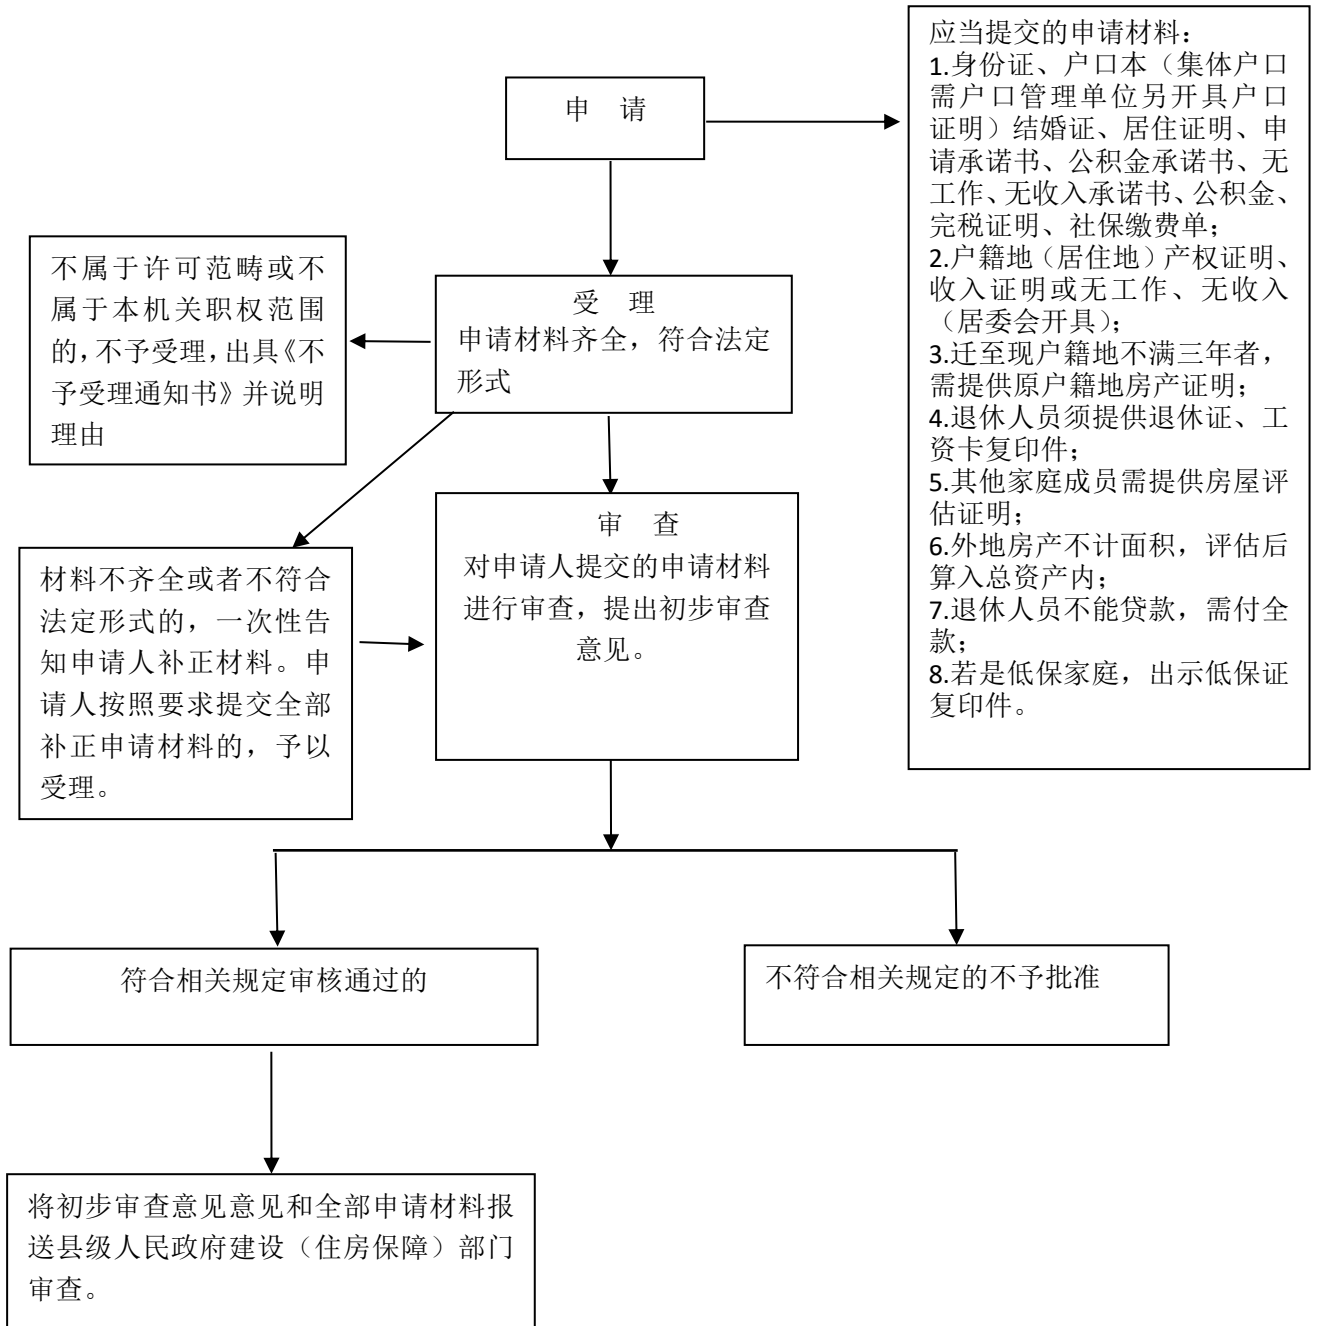 申 请
应当提交的申请材料：
1.身份证、户口本（集体户口
需户口管理单位另开具户口
证明）结婚证、居住证明、申
请承诺书、公积金承诺书、无
工作、无收入承诺书、公积金、
完税证明、社保缴费单；
2.户籍地（居住地）产权证明、
收入证明或无工作、无收入
（居委会开具）；
3.迁至现户籍地不满三年者，
需提供原户籍地房产证明；
4.退休人员须提供退休证、工
资卡复印件；
5.其他家庭成员需提供房屋评
估证明；
6.外地房产不计面积，评估后
算入总资产内；
7.退休人员不能贷款，需付全
款；
8.若是低保家庭，出示低保证
复印件。
受 理
申请材料齐全，符合法定
形式
不属于许可范畴或不
属于本机关职权范围
的，不予受理，出具《不
予受理通知书》并说明
理由
材料不齐全或者不符合
法定形式的，一次性告
知申请人补正材料。申
请人按照要求提交全部
补正申请材料的，予以
受理。
审 查
对申请人提交的申请材料
进行审查，提出初步审查
意见。
符合相关规定审核通过的
不符合相关规定的不予批准
将初步审查意见意见和全部申请材料报
送县级人民政府建设（住房保障）部门
审查。